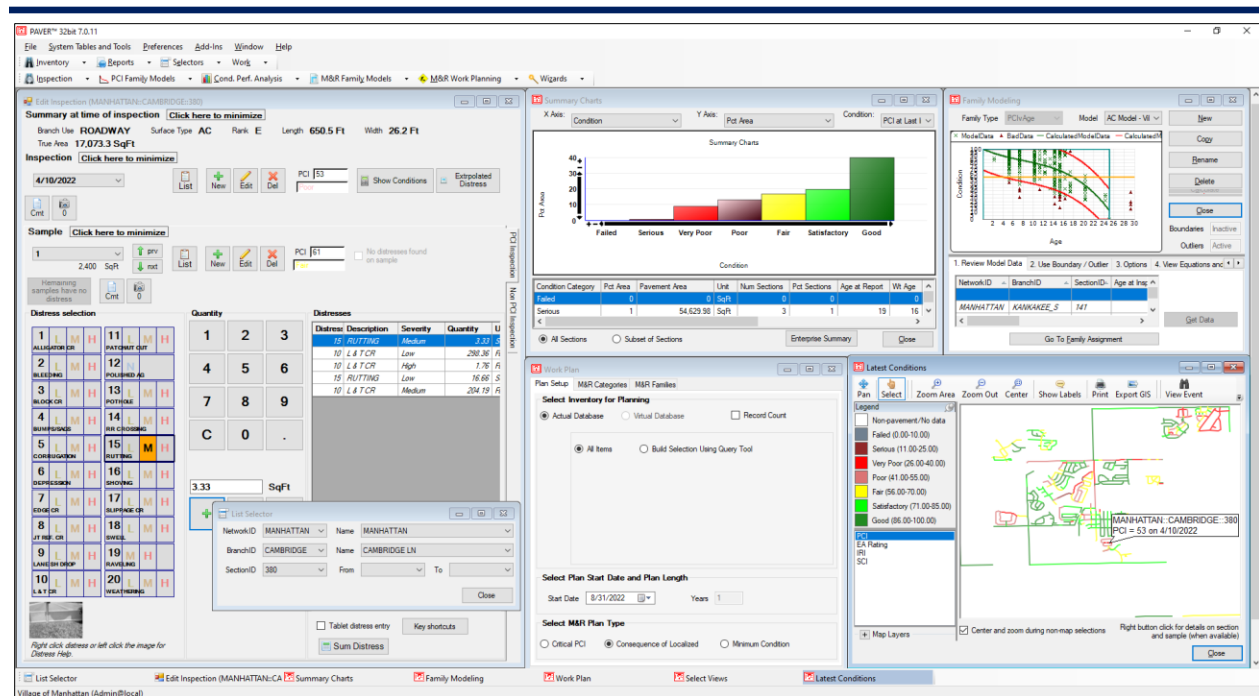 PAVER™ 32bit 7.0.11
File System Tables and Tools Preferences Add-Ins Window Help
Inventory Reports Selectors Work
Inspection PCI Family Models Cond. Perf. Analysis M&R Family Models M&R Work Planning Wizards
Edit Inspection (MANHATTAN::CAMBRIDGE::380)
Summary at time of inspection Click here to minimize
Branch Use ROADWAY Surface Type AC Rank E Length 650.5 Ft Width 26.2 Ft
True Area 17,073.3 SqFt
Inspection Click here to minimize
4/10/2022 List New Edit Del PCI 53 Show Conditions Extrpolated Distress
Poor
Cmt 0
Sample Click here to minimize
1 prv List New Edit Del PCI 61 No distresses found on sample
2,400 SqFt nxt
Remaining samples have no distress Cmt 0
PCI Inspection
Non PCI Inspection
Distress selection Quantity Distresses
1 L M H ALLIGATOR CR 11 L M H PATCH/UT CUT
2 L M H BLEEDING 12 N POLISHED AG
3 L M H BLOCK CR 13 L M H POTHOLE
4 L M H BUMPS/SAGS 14 L M H RR CROSSING
5 L M H CORRUGATION 15 L M H RUTTING
6 L M H DEPRESSION 16 L M H SHOVING
7 L M H EDGE CR 17 L M H SLIPPAGE CR
8 L M H JT REF. CR 18 L M H SWELL
9 L M H LANE SH DROP 19 M H RAVELING
10 L M H L & T CR 20 L M H WEATHERING
1 2 3
4 5 6
7 8 9
C 0 .
3.33 SqFt
Distress Description Severity Quantity U
15 RUTTING Medium 3.33 S
10 L & T CR Low 298.36 F
10 L & T CR High 1.76 F
15 RUTTING Low 16.66 S
10 L & T CR Medium 204.19 F
Right click distress or left click the image for Distress Help.
Tablet distress entry Key shortcuts
Sum Distress
List Selector
NetworkID MANHATTAN Name MANHATTAN
BranchID CAMBRIDGE Name CAMBRIDGE LN
SectionID 380 From To
Close
Summary Charts
X Axis: Condition Y Axis: Pct Area Condition: PCI at Last I
Summary Charts
Pct Area
40
30
20
10
0
Failed Serious Very Poor Poor Fair Satisfactory Good
Condition
Condition Category Pct Area Pavement Area Unit Num Sections Pct Sections Age at Report Wt Age
Failed 0 0 SqFt 0 0 0 0
Serious 1 54,629.98 SqFt 3 1 19 16
All Sections Subset of Sections Enterprise Summary Close
Family Modeling
Family Type PCIvAge Model AC Model - Vil New
ModelData BadData CalculatedModelData CalculatedM
Copy
Rename
Delete
Close
Boundaries Inactive
Outliers Active
Condition
100
2 4 6 8 10 12 14 16 18 20 22 24 26 28 30
Age
1. Review Model Data 2. Use Boundary / Outlier 3. Options 4. View Equations and
NetworkID BranchID SectionID Age at Insp
MANHATTAN KANKAKEE_S 141
Get Data
Go To Family Assignment
Work Plan
Plan Setup M&R Categories M&R Families
Select Inventory for Planning
Actual Database Virtual Database Record Count
All Items Build Selection Using Query Tool
Select Plan Start Date and Plan Length
Start Date 8/31/2022 Years 1
Select M&R Plan Type
Critical PCI Consequence of Localized Minimum Condition
Latest Conditions
Pan Select Zoom Area Zoom Out Center Show Labels Print Export GIS View Event
Legend
Non-pavement/No data
Failed (0.00-10.00)
Serious (11.00-25.00)
Very Poor (26.00-40.00)
Poor (41.00-55.00)
Fair (56.00-70.00)
Satisfactory (71.00-85.00)
Good (86.00-100.00)
PCI
EA Rating
IRI
SCI
MANHATTAN::CAMBRIDGE::380
PCI = 53 on 4/10/2022
Map Layers Center and zoom during non-map selections Right button click for details on section and sample (when available)
Close
List Selector Edit Inspection (MANHATTAN::CA Summary Charts Family Modeling Work Plan Select Views Latest Conditions
Village of Manhattan (Admin@local)